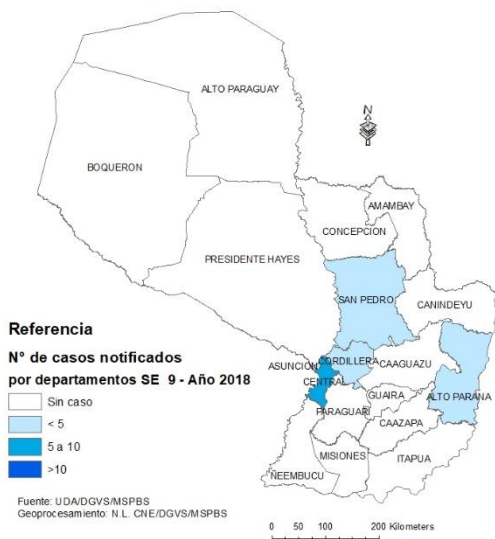 N
ALTO PARAGUAY
BOQUERON
AMAMBAY
CONCEPCION
PRESIDENTE HAYES
SAN PEDRO
CANINDEYU
ASUNCION
CORDILLERA
CAAGUAZU
CENTRAL
GUAIRA
ALTO PARANA
PARAGUARI
CAAZAPA
MISIONES
ITAPUA
ÑEEMBUCU
Referencia
N° de casos notificados
por departamentos SE 9 - Año 2018
Sin caso
< 5
5 a 10
>10
Fuente: UDA/DGVS/MSPBS
Geoprocesamiento: N.L. CNE/DGVS/MSPBS
0 50 100 200 Kilometers